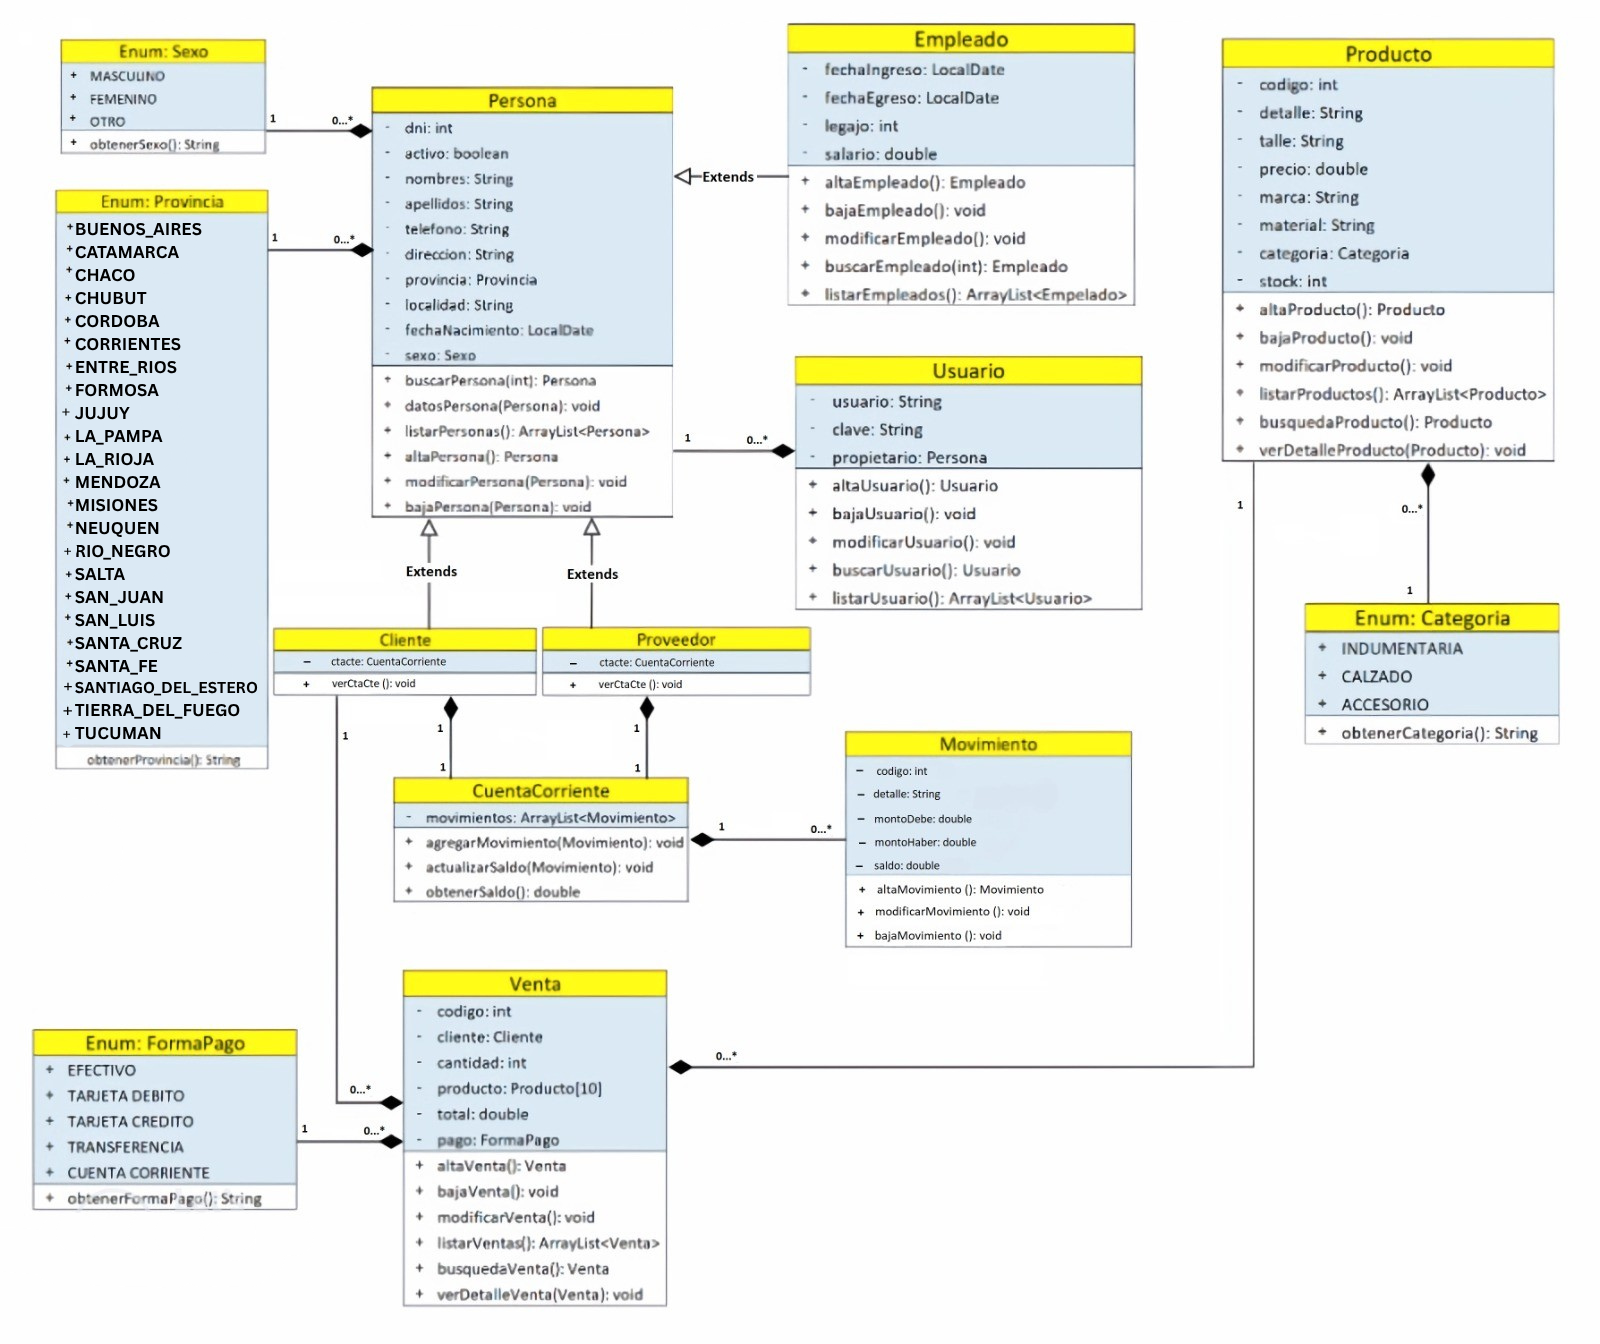 Enum: Sexo
+ MASCULINO
+ FEMENINO
+ OTRO
+ obtenerSexo(): String
1
0...*
Enum: Provincia
+BUENOS_AIRES
+CATAMARCA
+CHACO
+CHUBUT
+CORDOBA
+CORRIENTES
+ENTRE_RIOS
+FORMOSA
+JUJUY
+LA_PAMPA
+LA_RIOJA
+MENDOZA
+MISIONES
+NEUQUEN
+RIO_NEGRO
+SALTA
+SAN_JUAN
+SAN_LUIS
+SANTA_CRUZ
+SANTA_FE
+SANTIAGO_DEL_ESTERO
+TIERRA_DEL_FUEGO
+TUCUMAN
obtenerProvincia(): String
1
0...*
Persona
- dni: int
- activo: boolean
- nombres: String
- apellidos: String
- telefono: String
- direccion: String
- provincia: Provincia
- localidad: String
- fechaNacimiento: LocalDate
- sexo: Sexo
+ buscarPersona(int): Persona
+ datosPersona(Persona): void
+ listarPersonas(): ArrayList<Persona>
+ altaPersona(): Persona
+ modificarPersona(Persona): void
+ bajaPersona(Persona): void
Extends
Empleado
- fechaIngreso: LocalDate
- fechaEgreso: LocalDate
- legajo: int
- salario: double
+ altaEmpleado(): Empleado
+ bajaEmpleado(): void
+ modificarEmpleado(): void
+ buscarEmpleado(int): Empleado
+ listarEmpleados(): ArrayList<Empelado>
1
0...*
Usuario
- usuario: String
- clave: String
- propietario: Persona
+ altaUsuario(): Usuario
+ bajaUsuario(): void
+ modificarUsuario(): void
+ buscarUsuario(): Usuario
+ listarUsuario(): ArrayList<Usuario>
Producto
- codigo: int
- detalle: String
- talle: String
- precio: double
- marca: String
- material: String
- categoria: Categoria
- stock: int
+ altaProducto(): Producto
+ bajaProducto(): void
+ modificarProducto(): void
+ listarProductos(): ArrayList<Producto>
+ busquedaProducto(): Producto
+ verDetalleProducto(Producto): void
1
0...*
1
Enum: Categoria
+ INDUMENTARIA
+ CALZADO
+ ACCESORIO
+ obtenerCategoria(): String
Extends
Extends
Cliente
– ctacte: CuentaCorriente
+ verCtaCte (): void
Proveedor
– ctacte: CuentaCorriente
+ verCtaCte (): void
1
1
1
1
1
CuentaCorriente
- movimientos: ArrayList<Movimiento>
+ agregarMovimiento(Movimiento): void
+ actualizarSaldo(Movimiento): void
+ obtenerSaldo(): double
1
0...*
Movimiento
– codigo: int
– detalle: String
– montoDebe: double
– montoHaber: double
– saldo: double
+ altaMovimiento (): Movimiento
+ modificarMovimiento (): void
+ bajaMovimiento (): void
Enum: FormaPago
+ EFECTIVO
+ TARJETA DEBITO
+ TARJETA CREDITO
+ TRANSFERENCIA
+ CUENTA CORRIENTE
+ obtenerFormaPago(): String
0...*
1
0...*
Venta
- codigo: int
- cliente: Cliente
- cantidad: int
- producto: Producto[10]
- total: double
- pago: FormaPago
+ altaVenta(): Venta
+ bajaVenta(): void
+ modificarVenta(): void
+ listarVentas(): ArrayList<Venta>
+ busquedaVenta(): Venta
+ verDetalleVenta(Venta): void
0...*